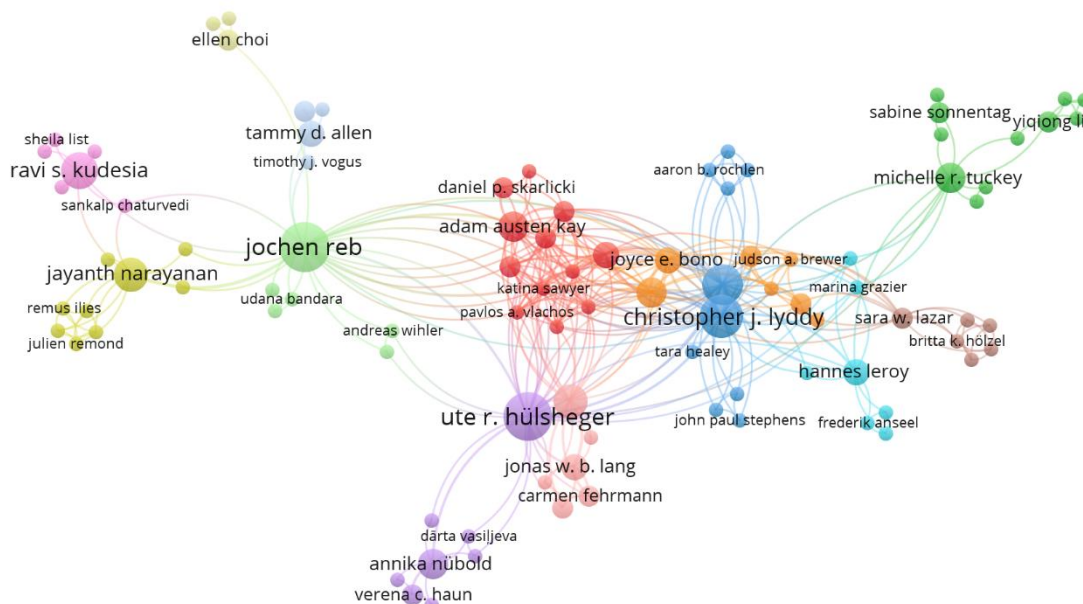 ellen choi
sabine sonnentag
yiqiong li
tammy d. allen
sheila list
timothy j. vogus
aaron b. rochlen
ravi s. kudesia
michelle r. tuckey
daniel p. skarlicki
sankalp chaturvedi
adam austen kay
jochen reb
joyce e. bono
judson a. brewer
jayanth narayanan
katina sawyer
marina grazier
udana bandara
remus ilies
pavlos a. vlachos
christopher j. lyddy
sara w. lazar
andreas wihler
julien remond
britta k. hölzel
tara healey
hannes leroy
ute r. hülsheger
john paul stephens
frederik anseel
jonas w. b. lang
carmen fehrmann
dārta vasiļjeva
annika nübold
verena c. haun